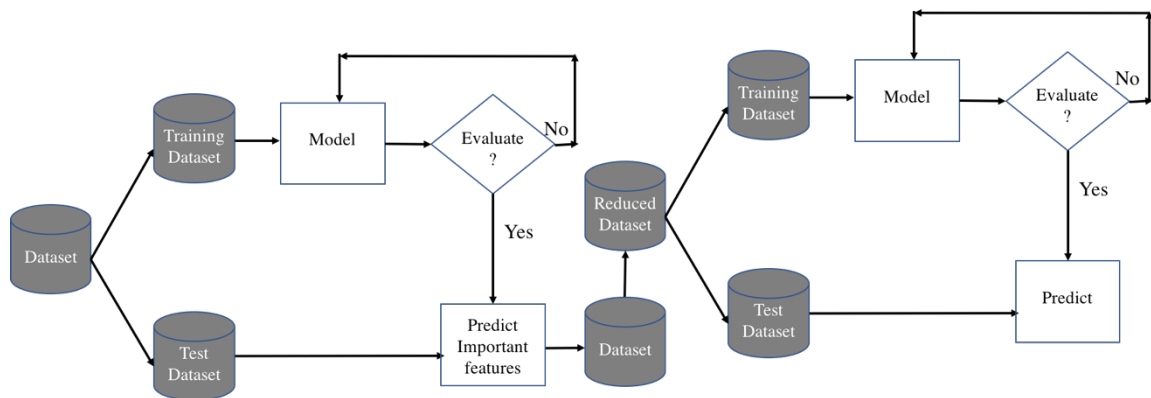 Training
Dataset
Model
Evaluate
?
No
Dataset
Yes
Test
Dataset
Predict
Important
features
Dataset
Reduced
Dataset
Training
Dataset
Model
Evaluate
?
No
Yes
Test
Dataset
Predict